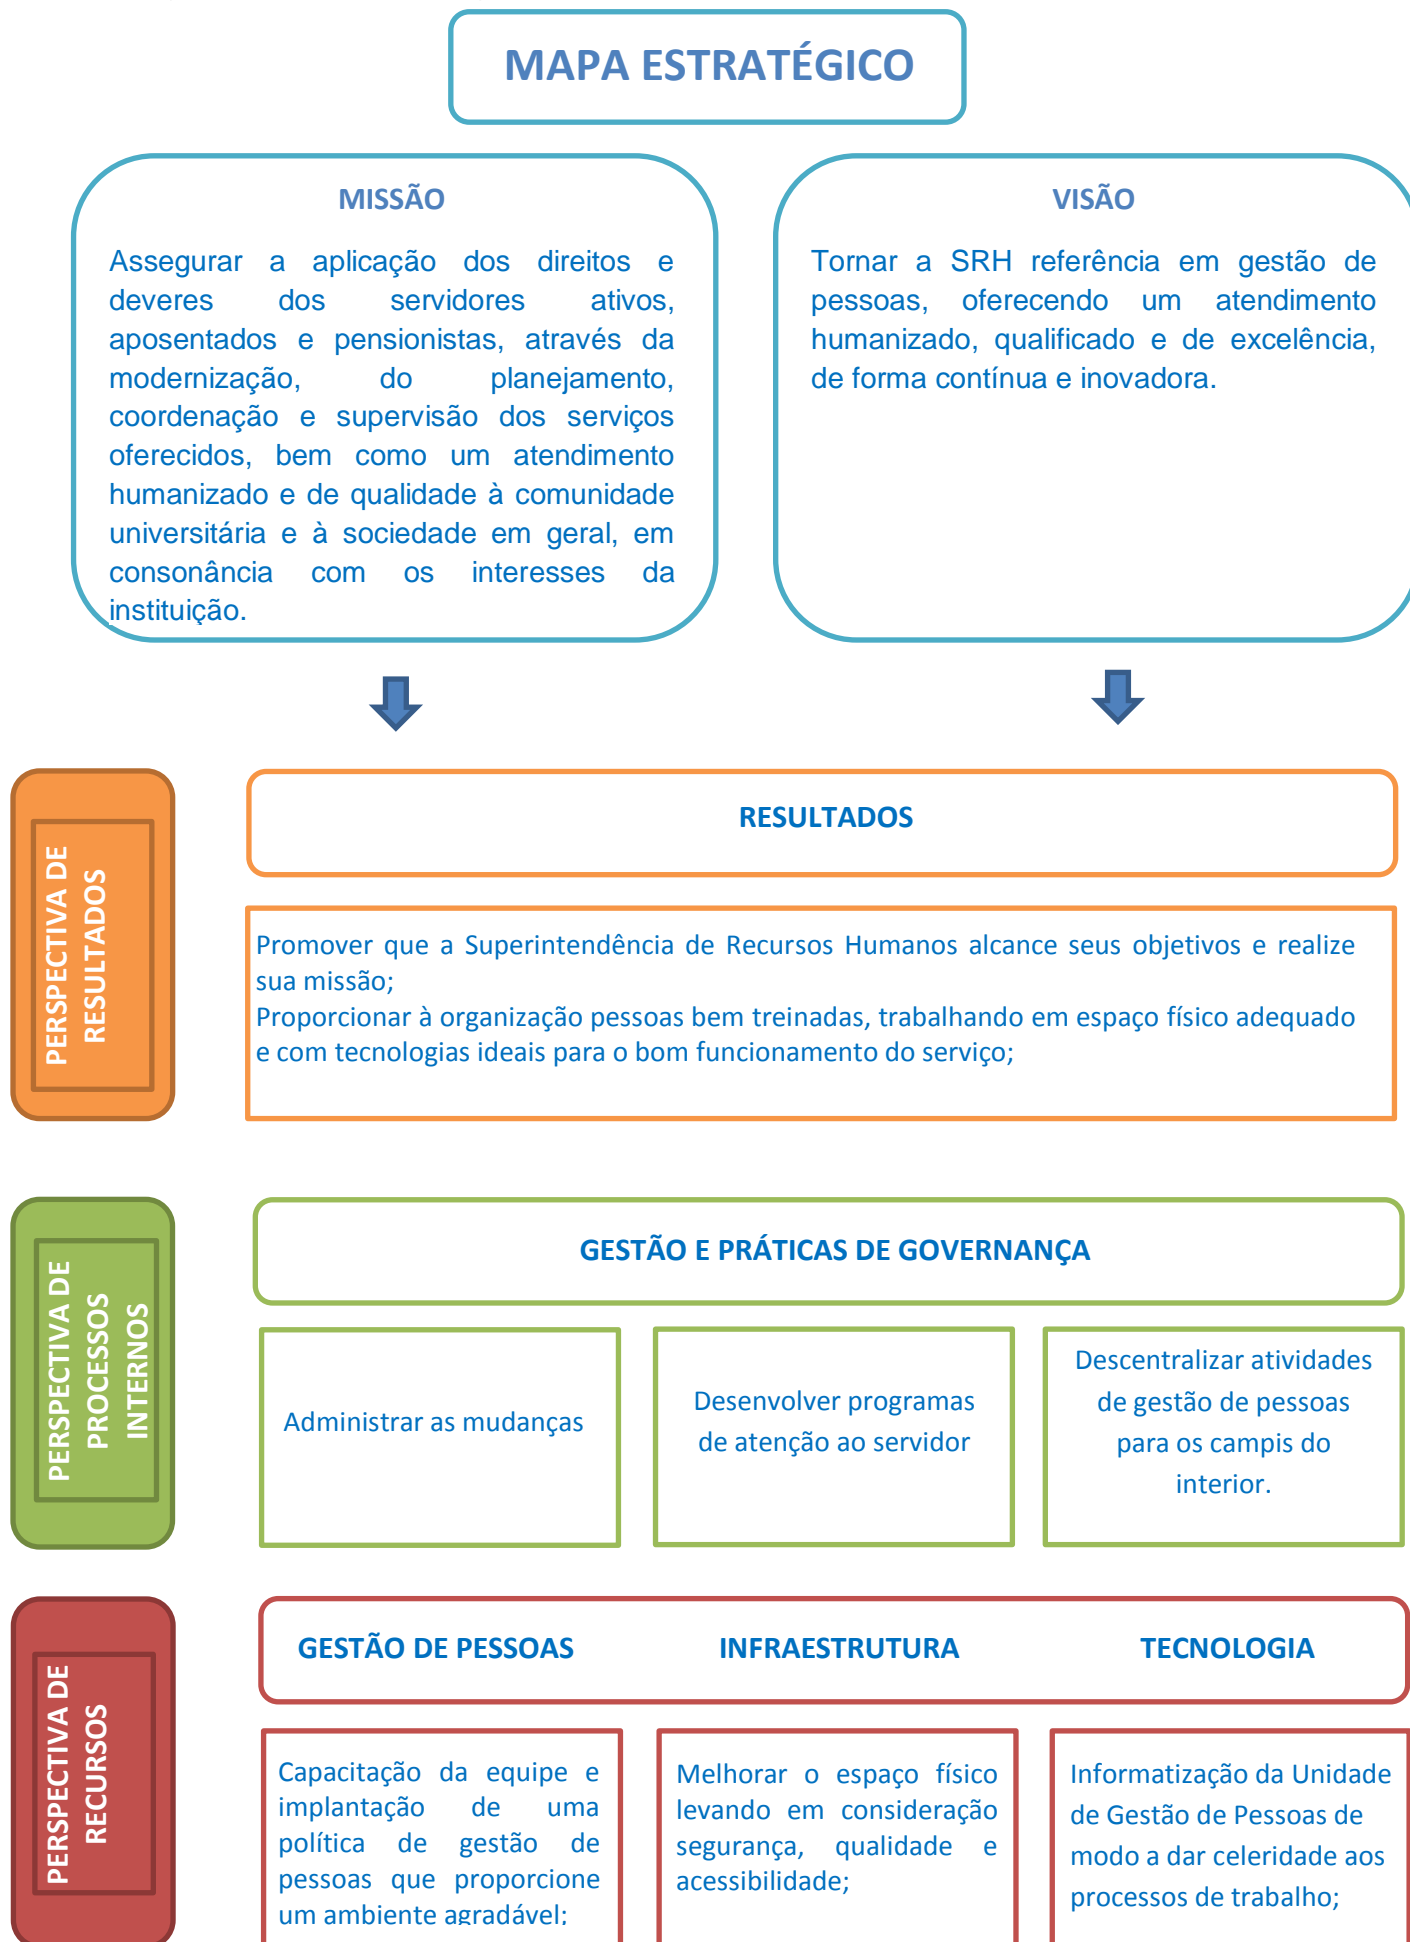 MAPA ESTRATÉGICO
MISSÃO
Assegurar a aplicação dos direitos e
deveres dos servidores ativos,
aposentados e pensionistas, através da
modernização, do planejamento,
coordenação e supervisão dos serviços
oferecidos, bem como um atendimento
humanizado e de qualidade à comunidade
universitária e à sociedade em geral, em
consonância com os interesses da
instituição.
VISÃO
Tornar a SRH referência em gestão de
pessoas, oferecendo um atendimento
humanizado, qualificado e de excelência,
de forma contínua e inovadora.
PERSPECTIVA DE
RESULTADOS
RESULTADOS
Promover que a Superintendência de Recursos Humanos alcance seus objetivos e realize
sua missão;
Proporcionar à organização pessoas bem treinadas, trabalhando em espaço físico adequado
e com tecnologias ideais para o bom funcionamento do serviço;
PERSPECTIVA DE
PROCESSOS
INTERNOS
GESTÃO E PRÁTICAS DE GOVERNANÇA
Administrar as mudanças
Desenvolver programas
de atenção ao servidor
Descentralizar atividades
de gestão de pessoas
para os campis do
interior.
PERSPECTIVA DE
RECURSOS
GESTÃO DE PESSOAS
INFRAESTRUTURA
TECNOLOGIA
Capacitação da equipe e
implantação de uma
política de gestão de
pessoas que proporcione
um ambiente agradável;
Melhorar o espaço físico
levando em consideração
segurança, qualidade e
acessibilidade;
Informatização da Unidade
de Gestão de Pessoas de
modo a dar celeridade aos
processos de trabalho;